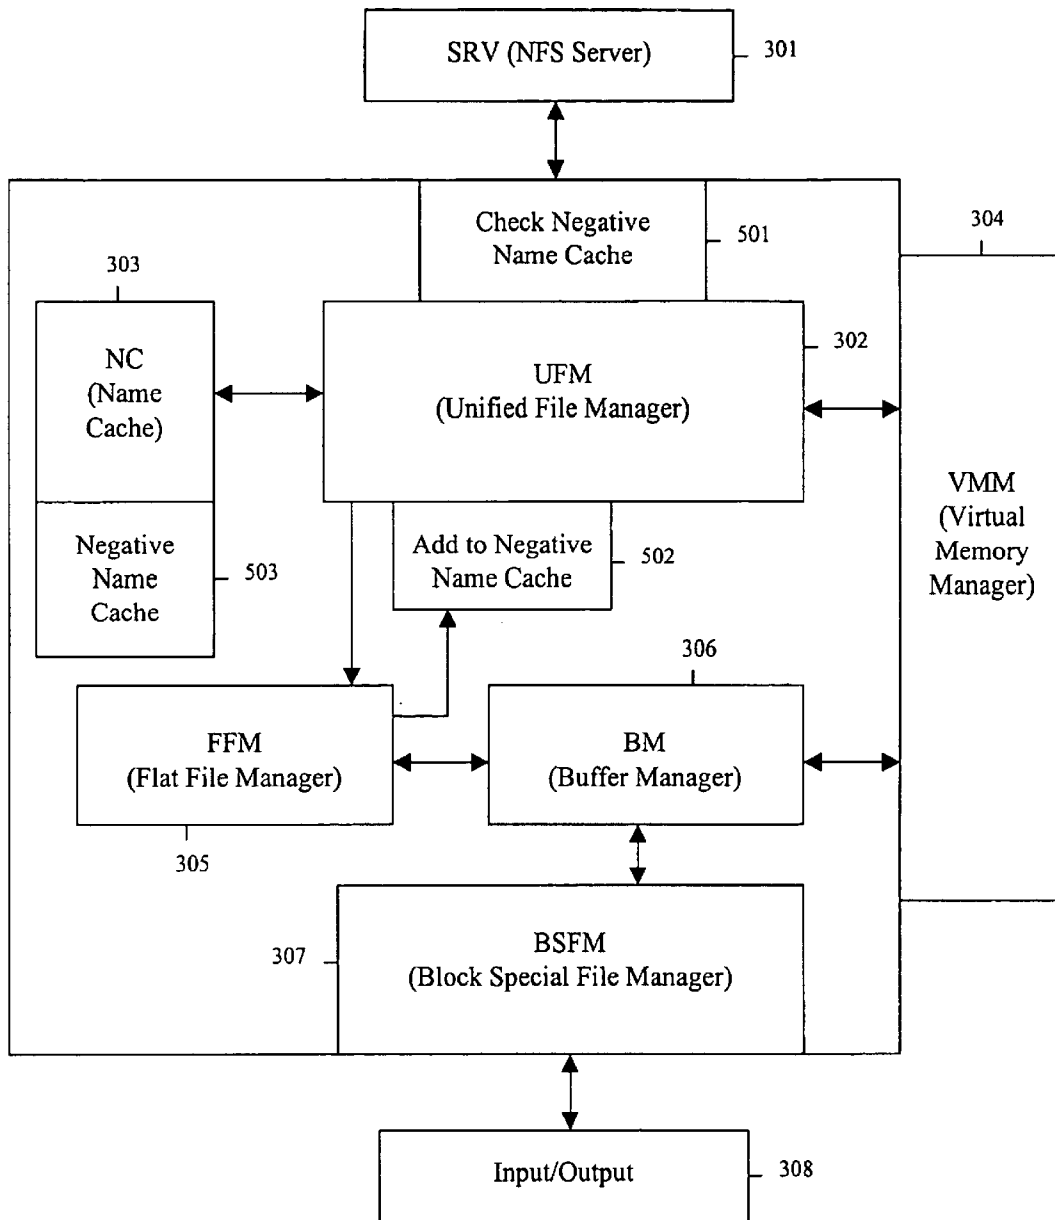 SRV (NFS Server)
301
Check Negative
Name Cache
501
304
303
NC
(Name
Cache)
UFM
(Unified File Manager)
302
VMM
(Virtual
Memory
Manager)
Negative
Name
Cache
503
Add to Negative
Name Cache
502
306
FFM
(Flat File Manager)
BM
(Buffer Manager)
305
307
BSFM
(Block Special File Manager)
Input/Output
308